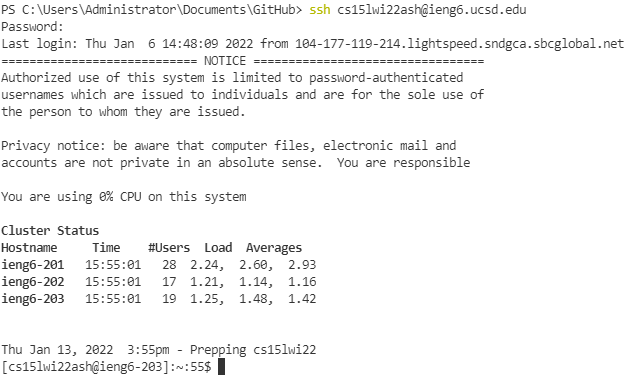 PS C:\Users\Administrator\Documents\GitHub> ssh cs15lwi22ash@ieng6.ucsd.edu
Password:
Last login: Thu Jan  6 14:48:09 2022 from 104-177-119-214.lightspeed.sndgca.sbcglobal.net
============================ NOTICE =================================
Authorized use of this system is limited to password-authenticated
usernames which are issued to individuals and are for the sole use of
the person to whom they are issued.

Privacy notice: be aware that computer files, electronic mail and
accounts are not private in an absolute sense.  You are responsible

You are using 0% CPU on this system

Cluster Status
Hostname     Time    #Users  Load  Averages
ieng6-201   15:55:01   28  2.24,  2.60,  2.93
ieng6-202   15:55:01   17  1.21,  1.14,  1.16
ieng6-203   15:55:01   19  1.25,  1.48,  1.42

Thu Jan 13, 2022  3:55pm - Prepping cs15lwi22
[cs15lwi22ash@ieng6-203]:~:55$